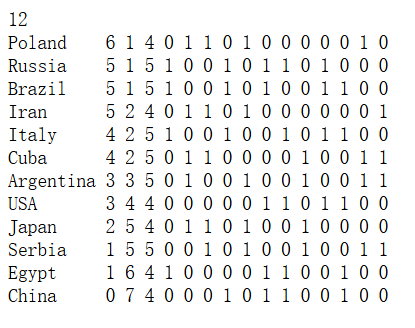 12
Poland 6 1 4 0 1 1 0 1 0 0 0 0 0 1 0
Russia 5 1 5 1 0 0 1 0 1 1 0 1 0 0 0
Brazil 5 1 5 1 0 0 1 0 1 0 0 1 1 0 0
Iran 5 2 4 0 1 1 0 1 0 0 0 0 0 0 1
Italy 4 2 5 1 0 0 1 0 0 1 0 1 1 0 0
Cuba 4 2 5 0 1 1 0 0 0 0 1 0 0 1 1
Argentina 3 3 5 0 1 0 0 1 0 0 1 0 0 1 1
USA 3 4 4 0 0 0 0 0 1 1 0 1 1 0 0
Japan 2 5 4 0 1 1 0 1 0 0 1 0 0 0 0
Serbia 1 5 5 0 0 1 0 1 0 0 1 0 0 1 1
Egypt 1 6 4 1 0 0 0 0 1 1 0 0 1 0 0
China 0 7 4 0 0 0 1 0 1 1 0 0 1 0 0